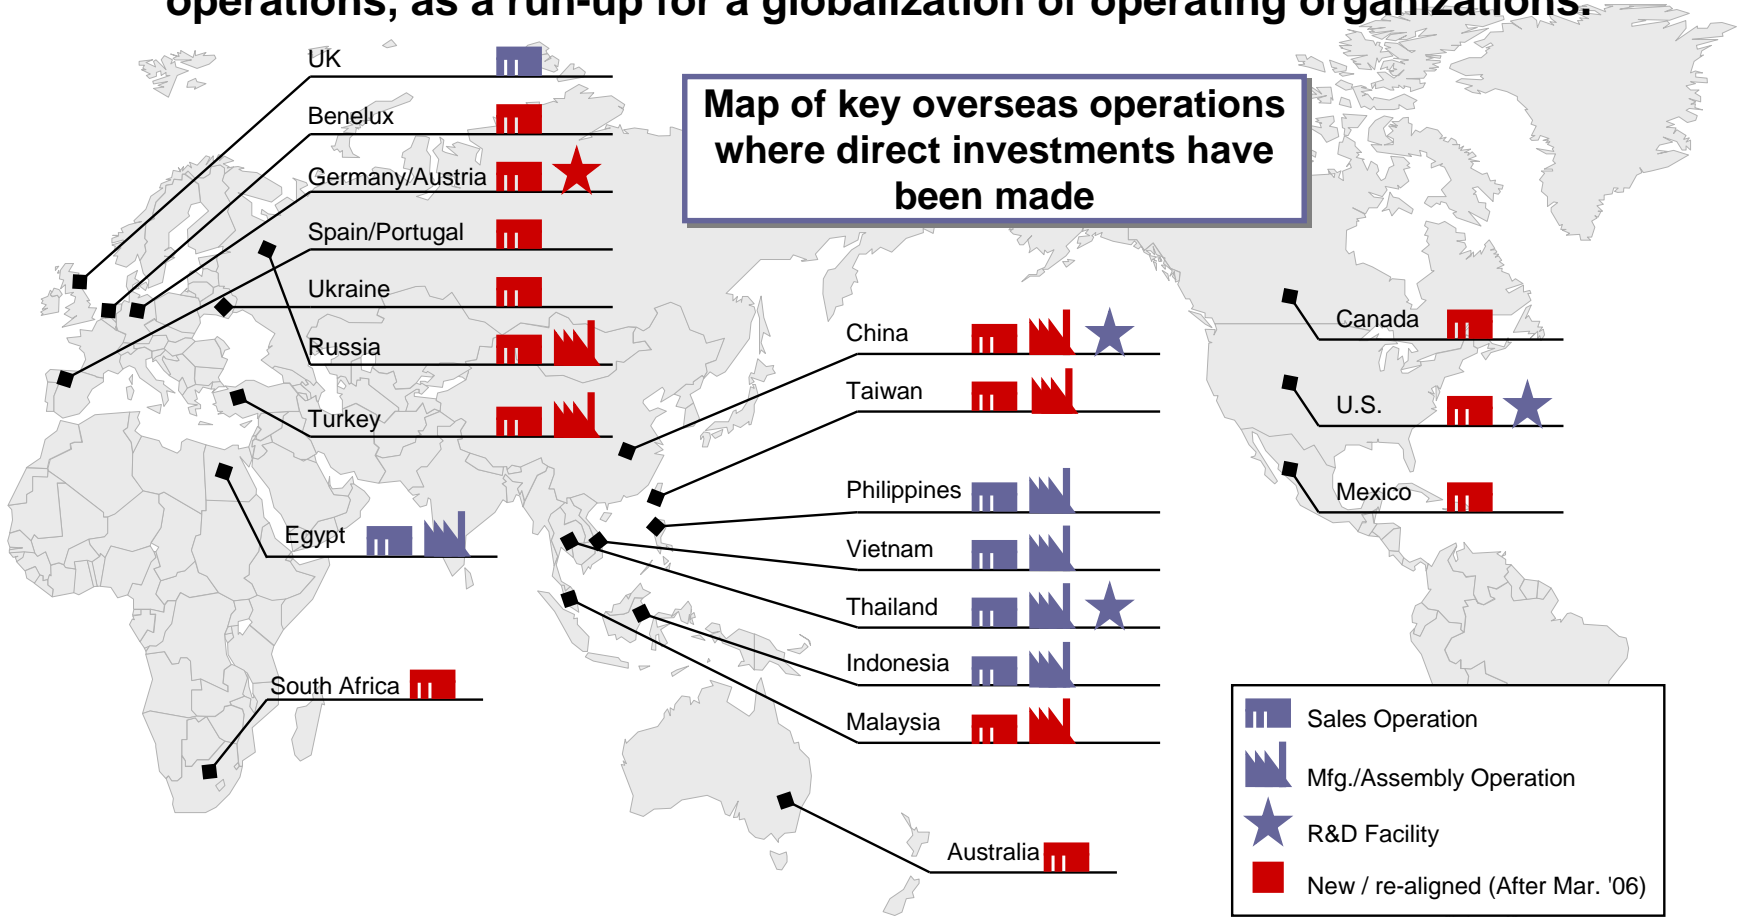 operations, as a run-up for a globalization of operating organizations.
Map of key overseas operations
where direct investments have
been made
UK
Benelux
Germany/Austria
Spain/Portugal
Ukraine
Russia
Turkey
Egypt
South Africa
China
Taiwan
Philippines
Vietnam
Thailand
Indonesia
Malaysia
Australia
Canada
U.S.
Mexico
Sales Operation
Mfg./Assembly Operation
R&D Facility
New / re-aligned (After Mar. '06)